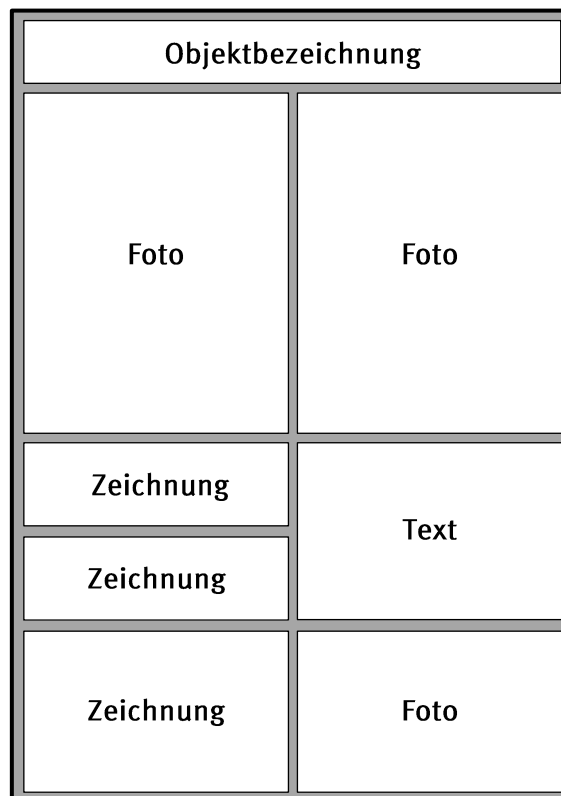 Objektbezeichnung
Foto
Foto
Zeichnung
Zeichnung
Text
Zeichnung
Foto